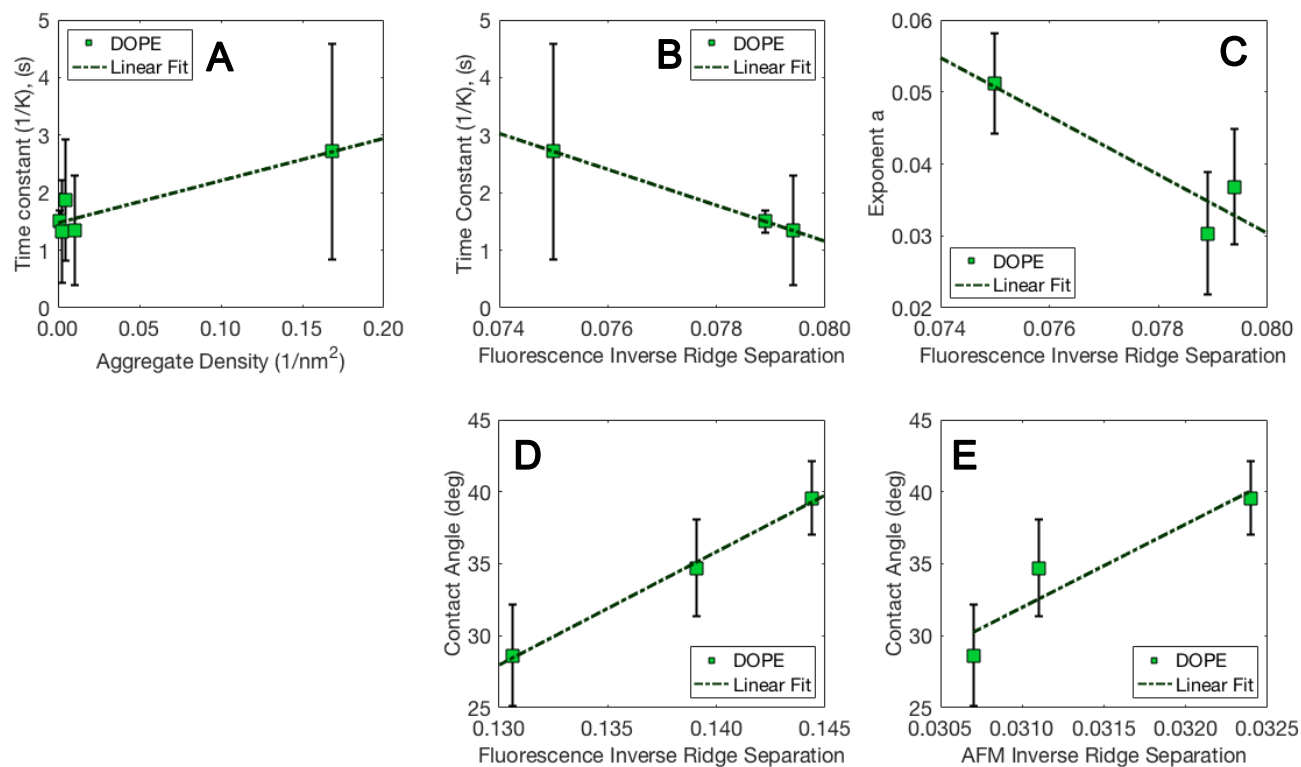 A
DOPE
Linear Fit
Time constant (1/K), (s)
5
4
3
2
1
0
0.00 0.05 0.10 0.15 0.20
Aggregate Density (1/nm²)
B
DOPE
Linear Fit
Time Constant (1/K), (s)
5
4
3
2
1
0
0.074 0.076 0.078 0.080
Fluorescence Inverse Ridge Separation
C
DOPE
Linear Fit
Exponent a
0.06
0.05
0.04
0.03
0.02
0.074 0.076 0.078 0.080
Fluorescence Inverse Ridge Separation
D
DOPE
Linear Fit
Contact Angle (deg)
45
40
35
30
25
0.130 0.135 0.140 0.145
Fluorescence Inverse Ridge Separation
E
DOPE
Linear Fit
Contact Angle (deg)
45
40
35
30
25
0.0305 0.0310 0.0315 0.0320 0.0325
AFM Inverse Ridge Separation